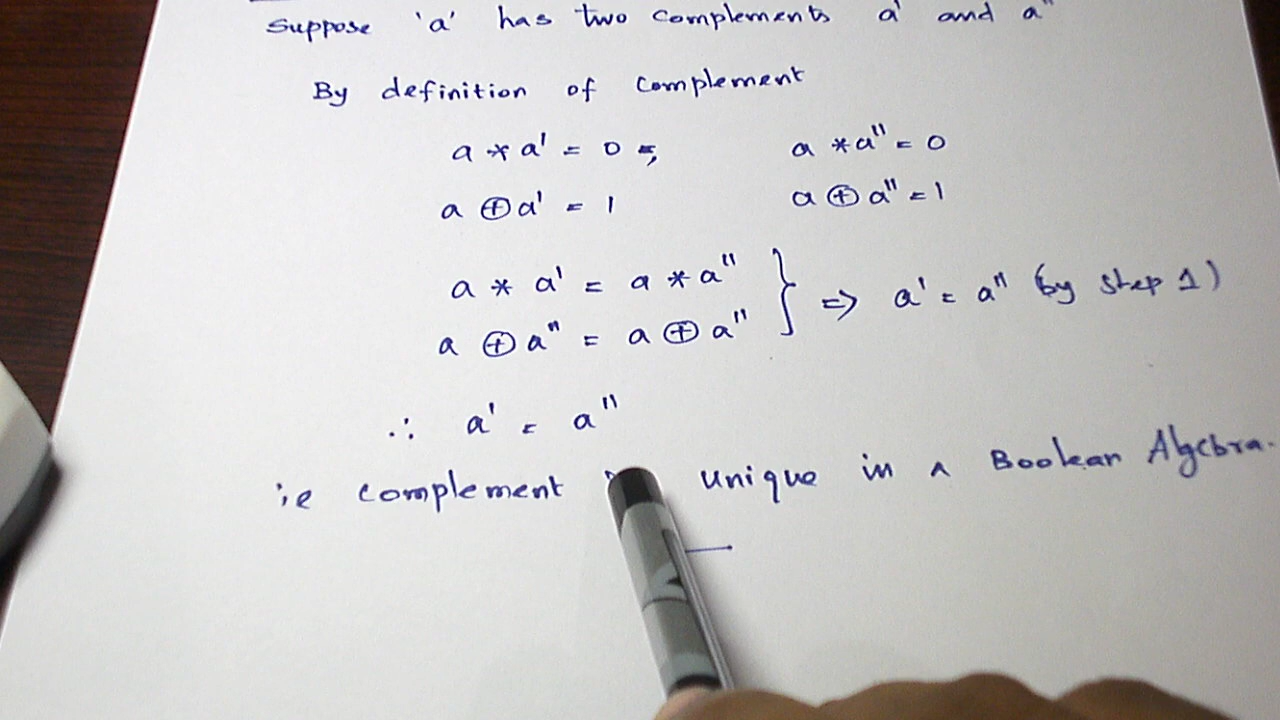 Suppose 'a' has two complements a' and a"
By definition of complement
a * a' = 0 ; a * a" = 0
a ⊕ a' = 1 a ⊕ a" = 1
a * a' = a * a" } ⇒ a' = a" (by step 1)
a ⊕ a" = a ⊕ a"
∴ a' = a"
ie complement unique in a Boolean Algebra.